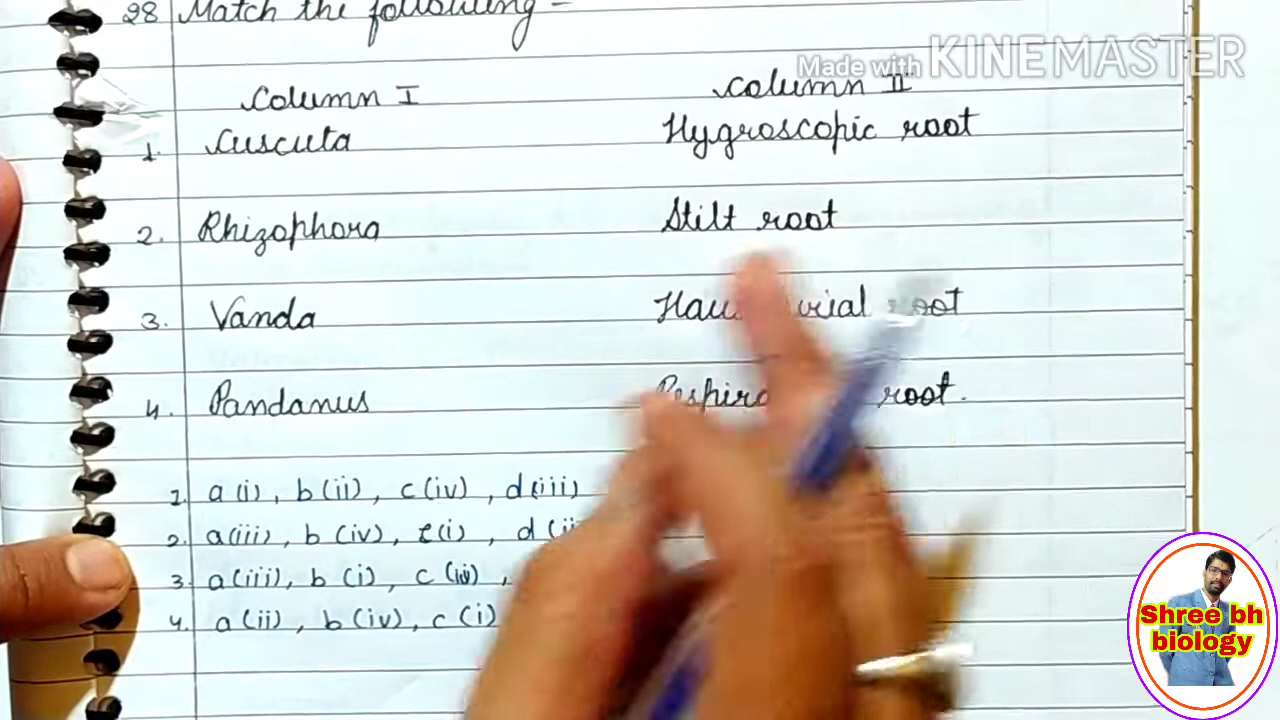 28 Match the following -
Made with KINEMASTER
Column I Column II
1. Cuscuta Hygroscopic root
2. Rhizophora Stilt root
3. Vanda root
4. Pandanus root.
1. a(i), b(ii), c(iv), d(iii)
2. a(iii), b(iv), c(i), d
3. a(iii), b(i),
4. a(ii), b(iv), c(i)
Shree bh
biology